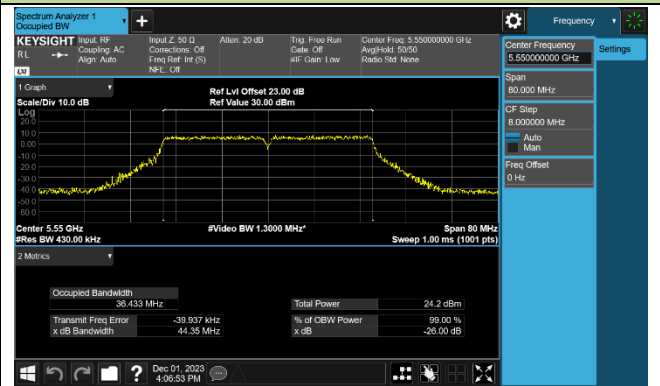 Spectrum Analyzer 1
Occupied BW
Frequency
KEYSIGHT
RL
LXI
Input: RF
Coupling: AC
Align: Auto
Input Z: 50 Ω
Corrections: Off
Freq Ref: Int (S)
NFE: Off
Atten: 20 dB
Trig: Free Run
Gate: Off
#IF Gain: Low
Center Freq: 5.550000000 GHz
Avg|Hold: 50/50
Radio Std: None
Center Frequency
5.550000000 GHz
Settings
Span
80.000 MHz
CF Step
8.000000 MHz
Auto
Man
Freq Offset
0 Hz
1 Graph
Scale/Div 10.0 dB
Ref Lvl Offset 23.00 dB
Ref Value 30.00 dBm
Log
20.0
10.0
0.00
-10.0
-20.0
-30.0
-40.0
-50.0
-60.0
Center 5.55 GHz
#Res BW 430.00 kHz
#Video BW 1.3000 MHz*
Span 80 MHz
Sweep 1.00 ms (1001 pts)
2 Metrics
Occupied Bandwidth
36.433 MHz
Total Power 24.2 dBm
Transmit Freq Error -39.937 kHz
% of OBW Power 99.00 %
x dB Bandwidth 44.35 MHz
x dB -26.00 dB
?
Dec 01, 2023
4:06:53 PM